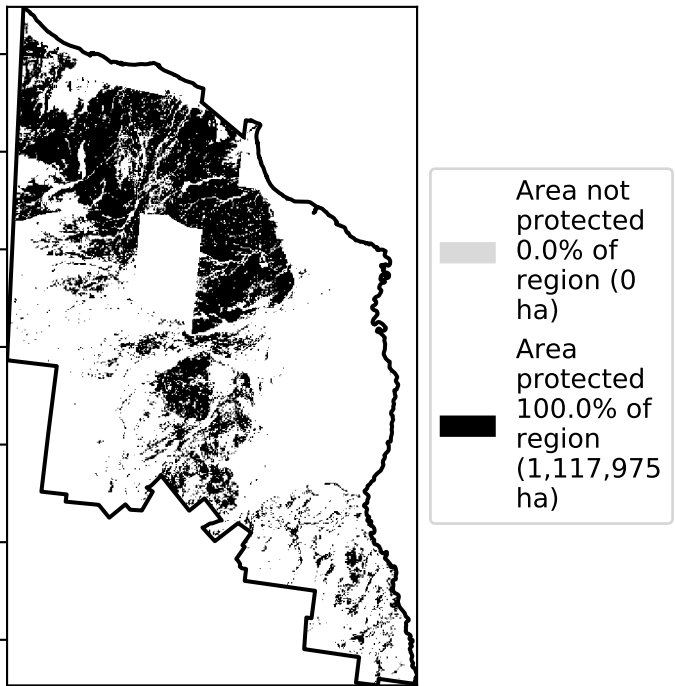 Area not
protected
0.0% of
region (0
ha)
Area
protected
100.0% of
region
(1,117,975
ha)